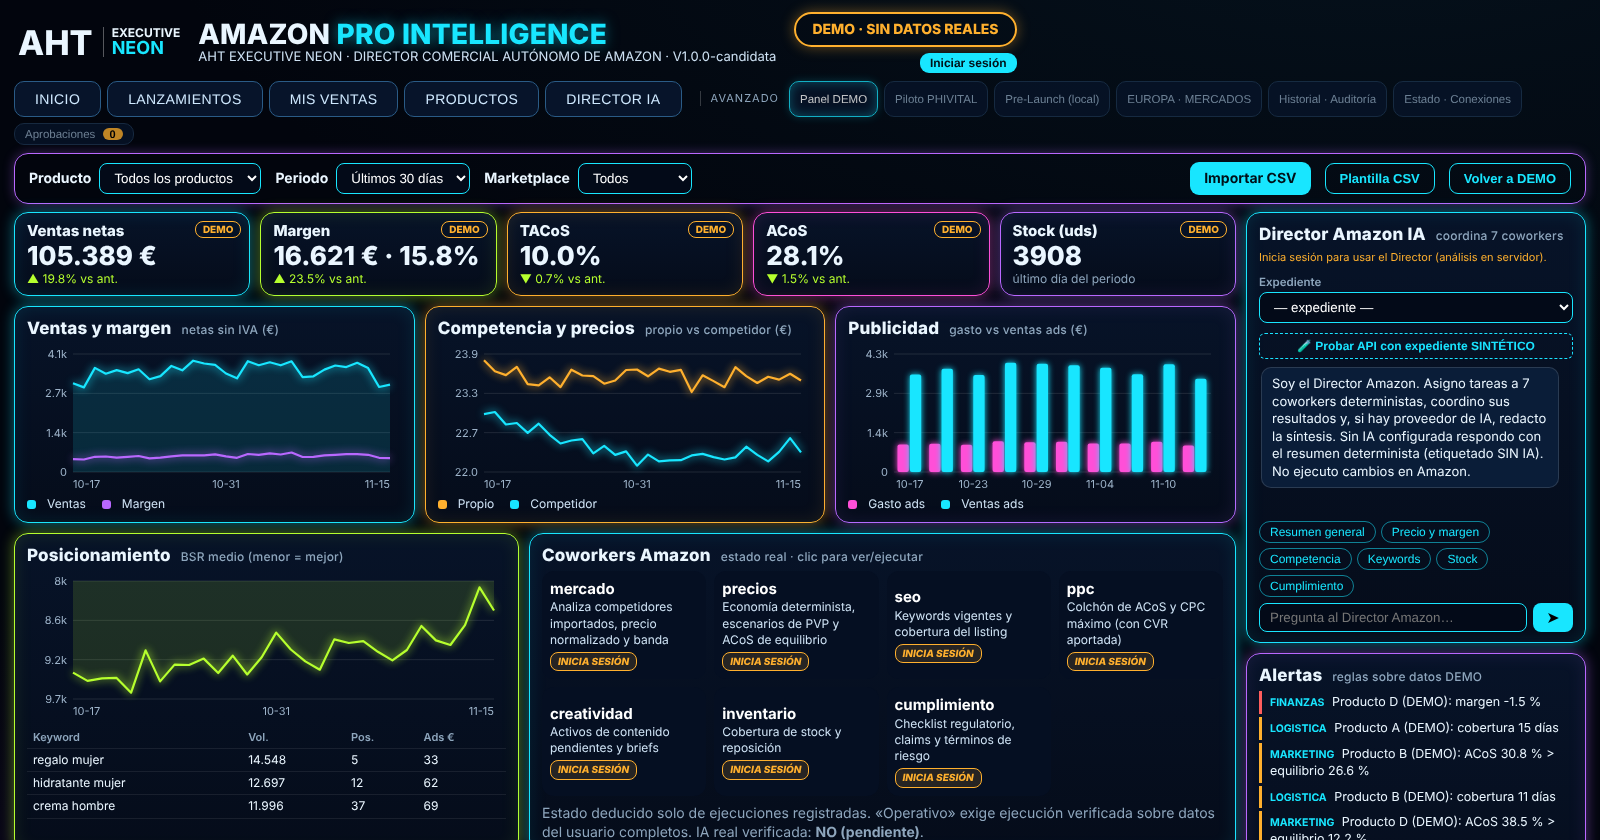 AHT EXECUTIVE NEON
AMAZON PRO INTELLIGENCE
AHT EXECUTIVE NEON · DIRECTOR COMERCIAL AUTÓNOMO DE AMAZON · V1.0.0-candidata
DEMO · SIN DATOS REALES
Iniciar sesión
INICIO LANZAMIENTOS MIS VENTAS PRODUCTOS DIRECTOR IA AVANZADO Panel DEMO Piloto PHIVITAL Pre-Launch (local) EUROPA · MERCADOS Historial · Auditoría Estado · Conexiones
Aprobaciones 0
Producto Todos los productos Periodo Últimos 30 días Marketplace Todos Importar CSV Plantilla CSV Volver a DEMO
Ventas netas DEMO
105.389 €
▲ 19.8% vs ant.
Margen DEMO
16.621 € · 15.8%
▲ 23.5% vs ant.
TACoS DEMO
10.0%
▼ 0.7% vs ant.
ACoS DEMO
28.1%
▼ 1.5% vs ant.
Stock (uds) DEMO
3908
último día del periodo
Ventas y margen netas sin IVA (€)
4.1k
2.7k
1.4k
0
10-17 10-31 11-15
Ventas Margen
Competencia y precios propio vs competidor (€)
23.9
23.3
22.7
22.0
10-17 10-31 11-15
Propio Competidor
Publicidad gasto vs ventas ads (€)
4.3k
2.9k
1.4k
0
10-17 10-23 10-29 11-04 11-10
Gasto ads Ventas ads
Director Amazon IA coordina 7 coworkers
Inicia sesión para usar el Director (análisis en servidor).
Expediente
— expediente —
🧪 Probar API con expediente SINTÉTICO
Soy el Director Amazon. Asigno tareas a 7
coworkers deterministas, coordino sus
resultados y, si hay proveedor de IA, redacto
la síntesis. Sin IA configurada respondo con
el resumen determinista (etiquetado SIN IA).
No ejecuto cambios en Amazon.
Resumen general Precio y margen
Competencia Keywords Stock
Cumplimiento
Pregunta al Director Amazon… ➤
Posicionamiento BSR medio (menor = mejor)
8k
8.6k
9.2k
9.7k
10-17 10-31 11-15
Keyword Vol. Pos. Ads €
regalo mujer 14.548 5 33
hidratante mujer 12.697 12 62
crema hombre 11.996 37 69
Coworkers Amazon estado real · clic para ver/ejecutar
mercado
Analiza competidores
importados, precio
normalizado y banda
INICIA SESIÓN
precios
Economía determinista,
escenarios de PVP y
ACoS de equilibrio
INICIA SESIÓN
seo
Keywords vigentes y
cobertura del listing
INICIA SESIÓN
ppc
Colchón de ACoS y CPC
máximo (con CVR
aportada)
INICIA SESIÓN
creatividad
Activos de contenido
pendientes y briefs
INICIA SESIÓN
inventario
Cobertura de stock y
reposición
INICIA SESIÓN
cumplimiento
Checklist regulatorio,
claims y términos de
riesgo
INICIA SESIÓN
Estado deducido solo de ejecuciones registradas. «Operativo» exige ejecución verificada sobre datos
del usuario completos. IA real verificada: NO (pendiente).
Alertas reglas sobre datos DEMO
FINANZAS Producto D (DEMO): margen -1.5 %
LOGISTICA Producto A (DEMO): cobertura 15 días
MARKETING Producto B (DEMO): ACoS 30.8 % >
equilibrio 26.6 %
LOGISTICA Producto B (DEMO): cobertura 11 días
MARKETING Producto D (DEMO): ACoS 38.5 % >
equilibrio 12.2 %